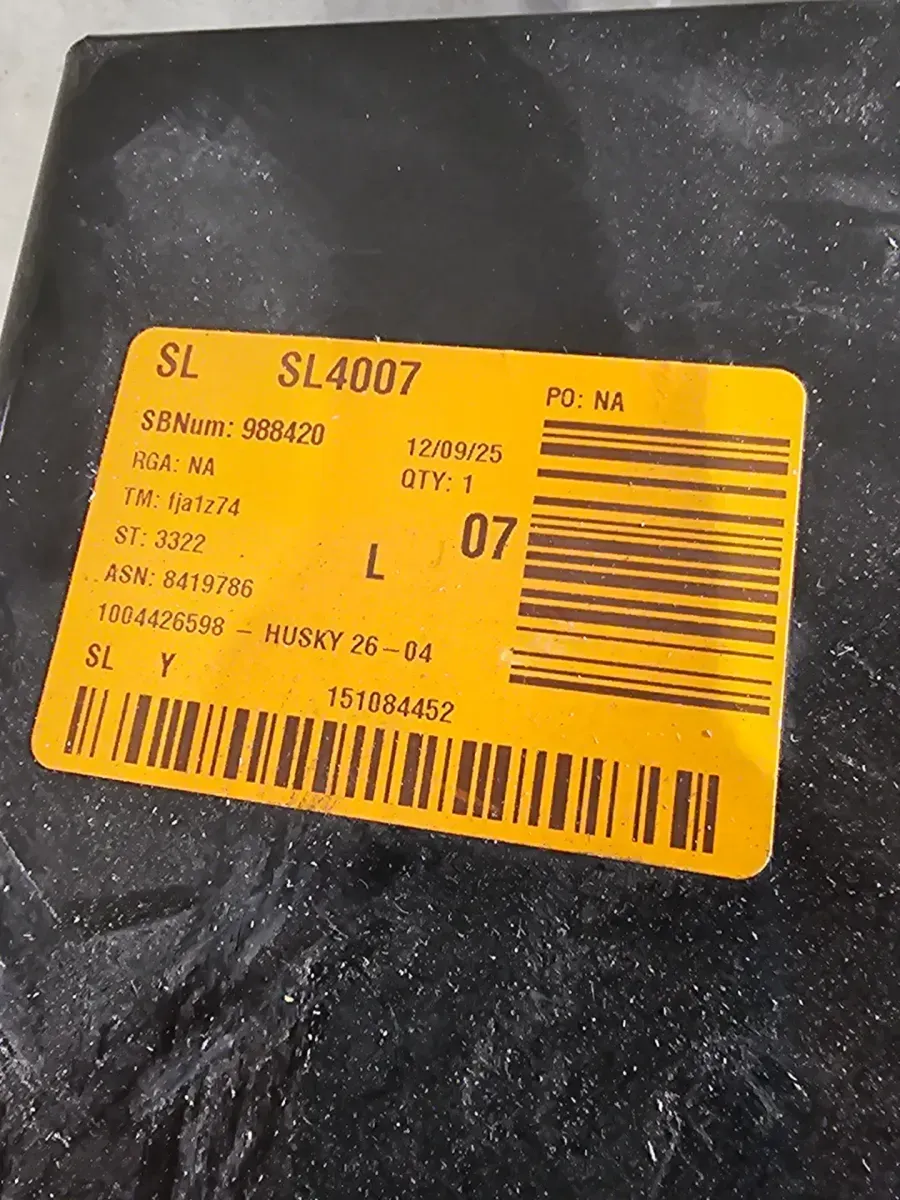 SL SL4007
PO: NA
SBNum: 988420
12/09/25
RGA: NA
QTY: 1
TM: fja1z74
07
ST: 3322
L
ASN: 8419786
1004426598 - HUSKY 26-04
SL Y
151084452